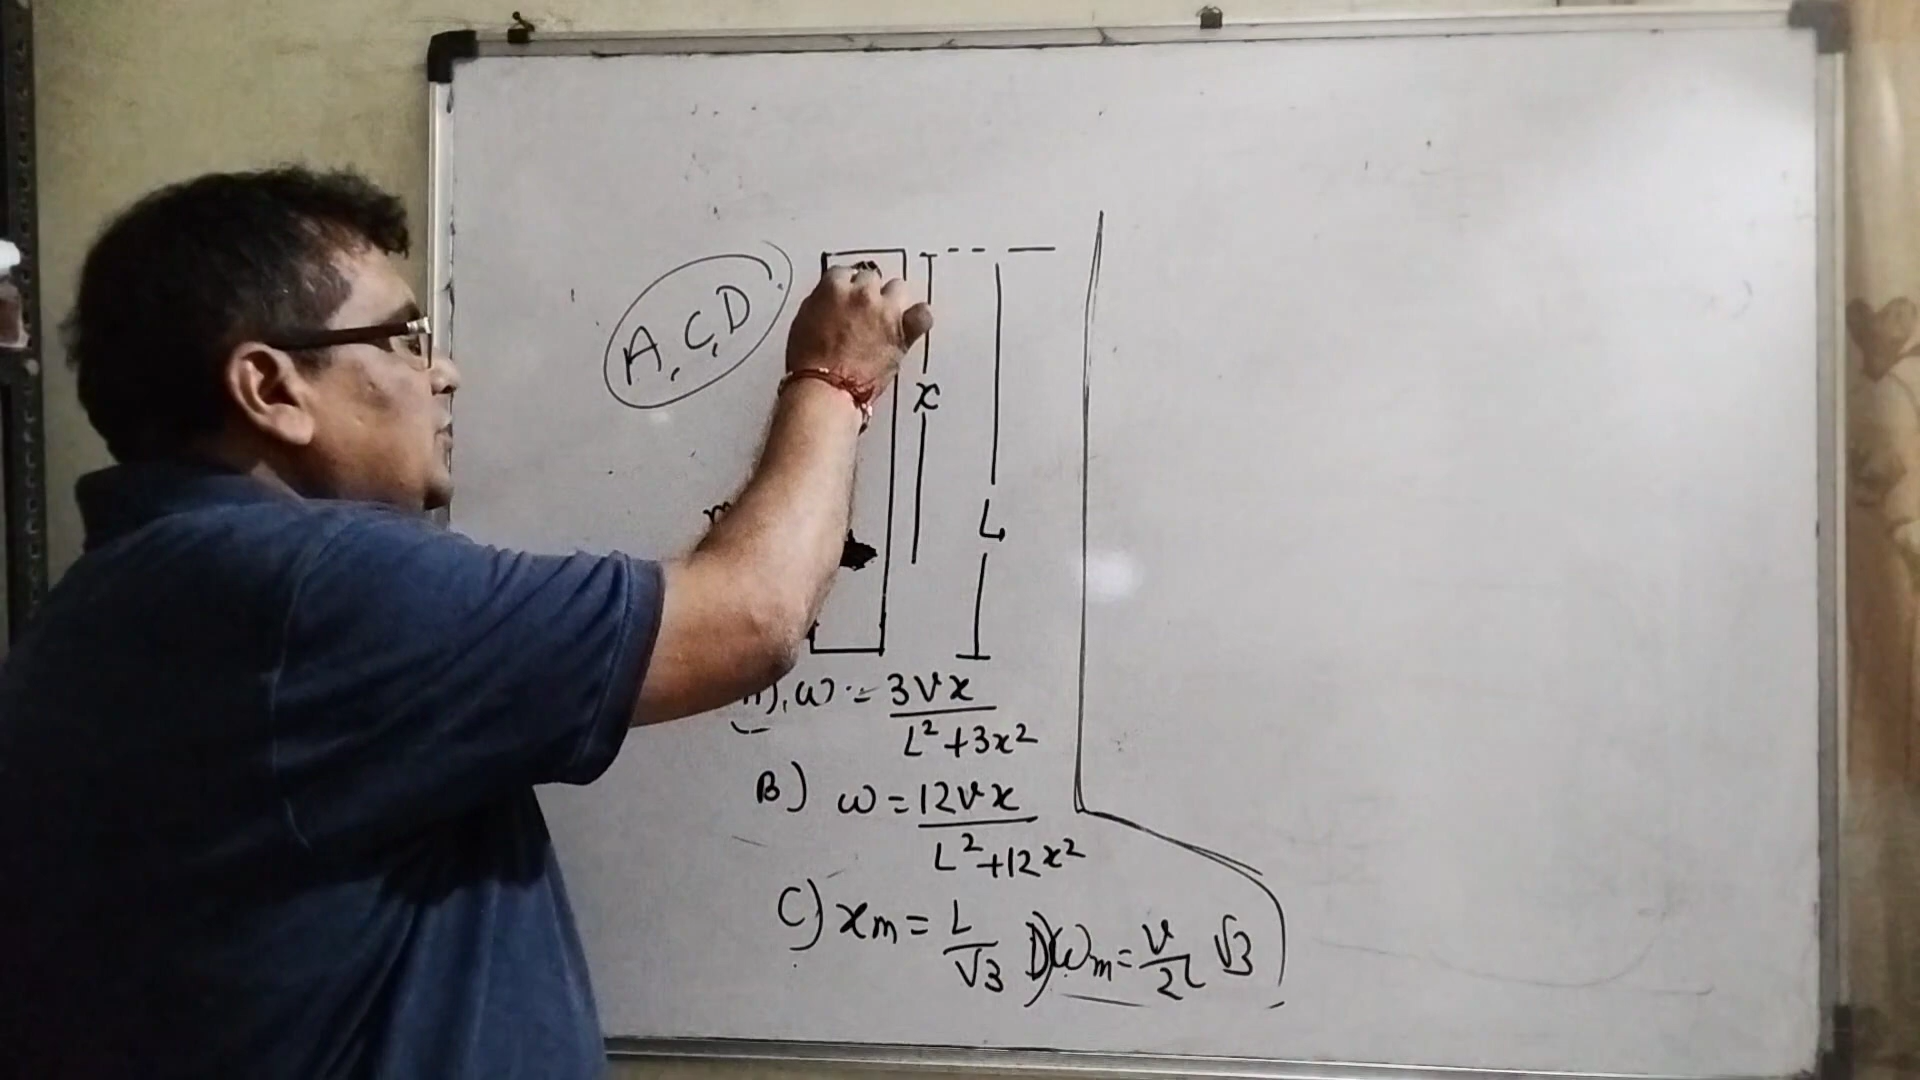 A, C, D
x
L
m
A). ω = 3vx / L² + 3x²
B) ω = 12vx / L² + 12x²
C) xm = L / √3 D) ωm = v / 2L √3